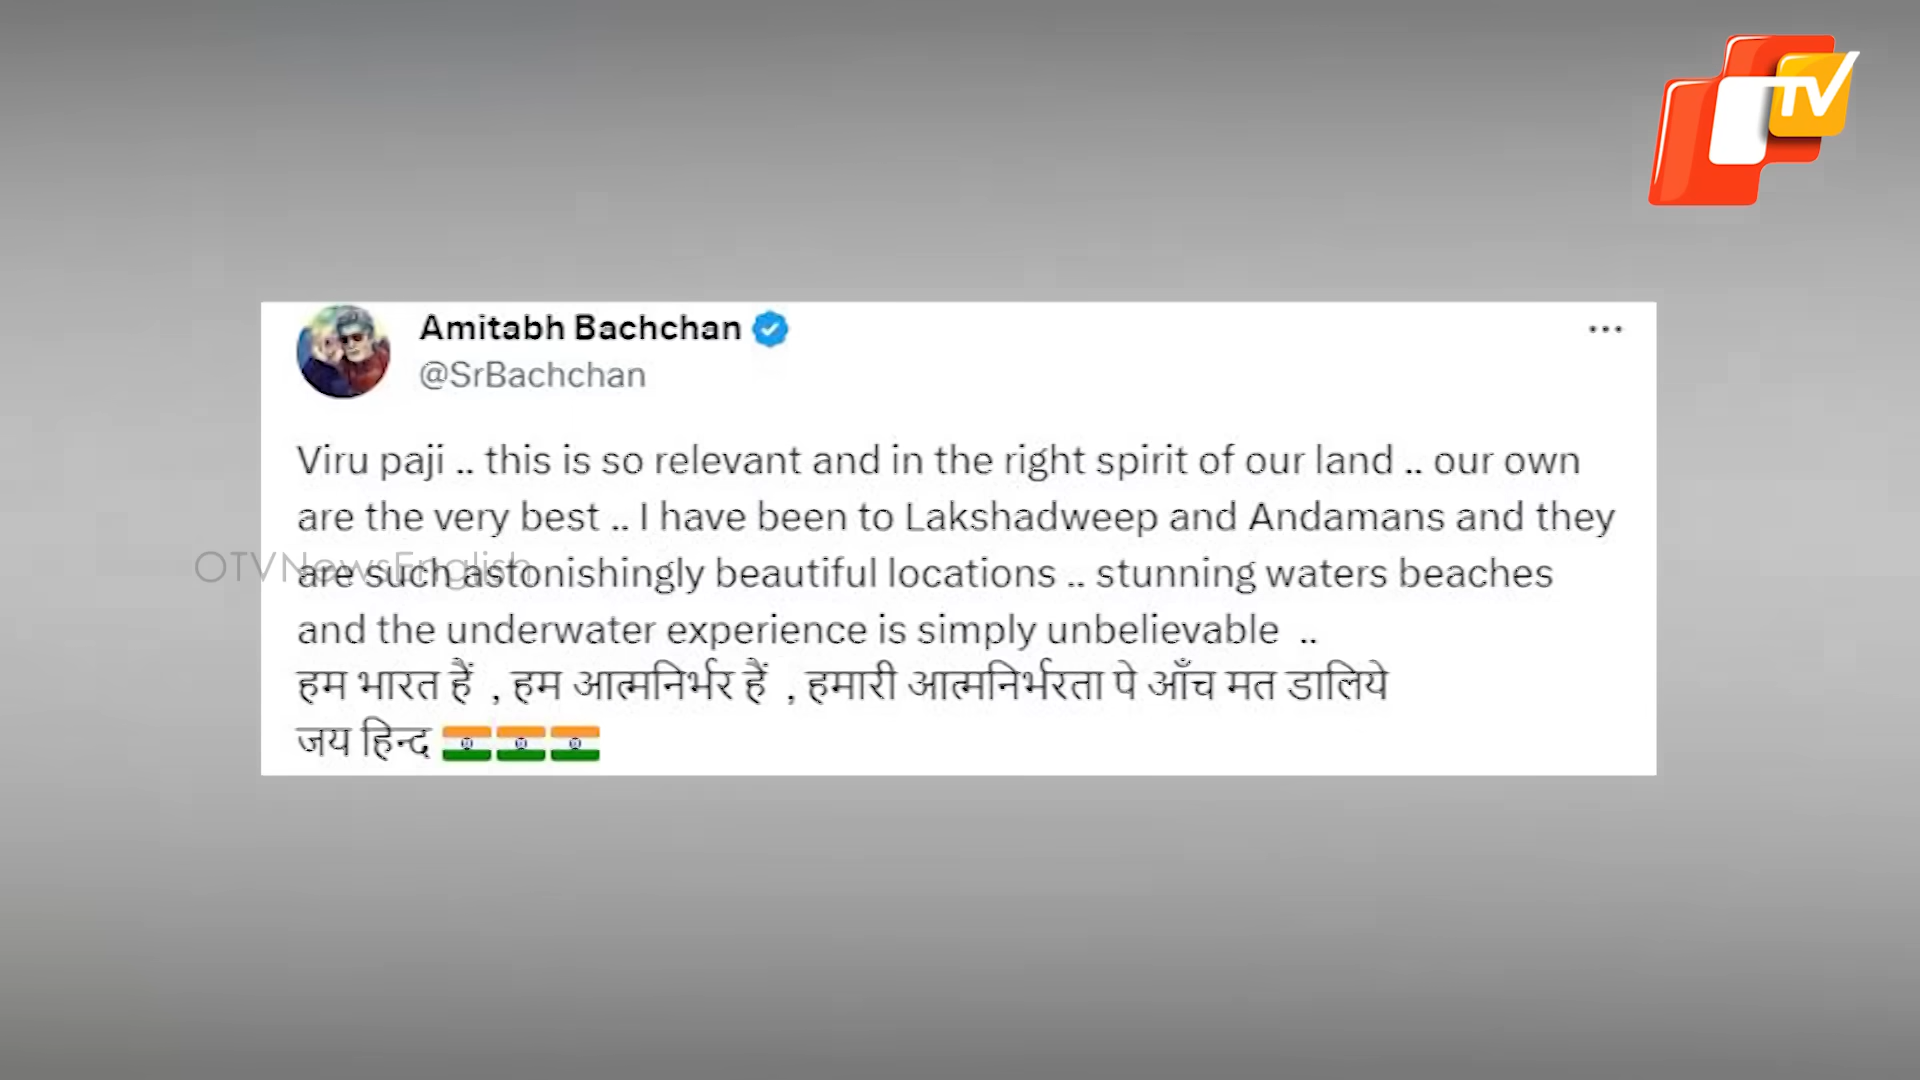 TV
Amitabh Bachchan
@SrBachchan
Viru paji .. this is so relevant and in the right spirit of our land .. our own
are the very best .. I have been to Lakshadweep and Andamans and they
are such astonishingly beautiful locations .. stunning waters beaches
and the underwater experience is simply unbelievable ..
हम भारत हैं , हम आत्मनिर्भर हैं , हमारी आत्मनिर्भरता पे आँच मत डालिये
जय हिन्द 🇮🇳🇮🇳🇮🇳
OTVNewsEnglish